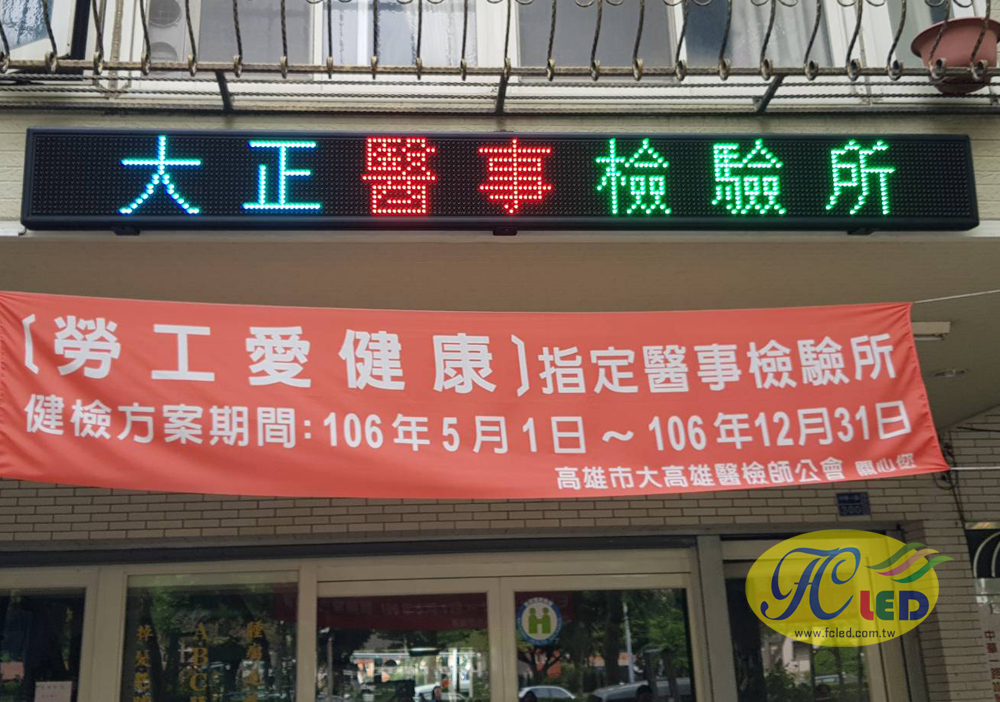 大正醫事檢驗所
〔勞工愛健康〕指定醫事檢驗所
健檢方案期間:106年5月1日~106年12月31日
高雄市大高雄醫檢師公會 關心您
FC LED
www.fcled.com.tw